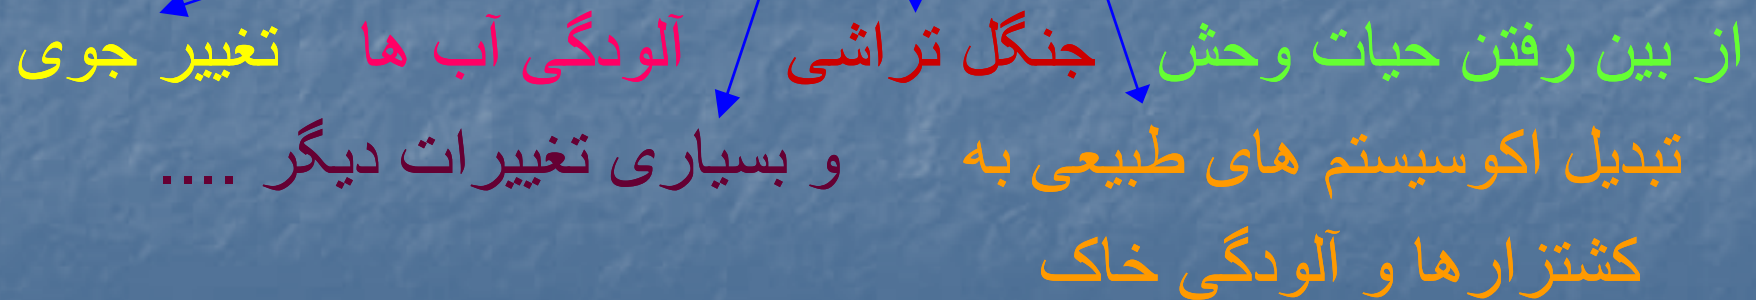 از بین رفتن حیات وحش جنگل تراشی آلودگی آب ها تغییر جوی
تبدیل اکوسیستم های طبیعی به و بسیاری تغییرات دیگر ....
کشتزارها و آلودگی خاک